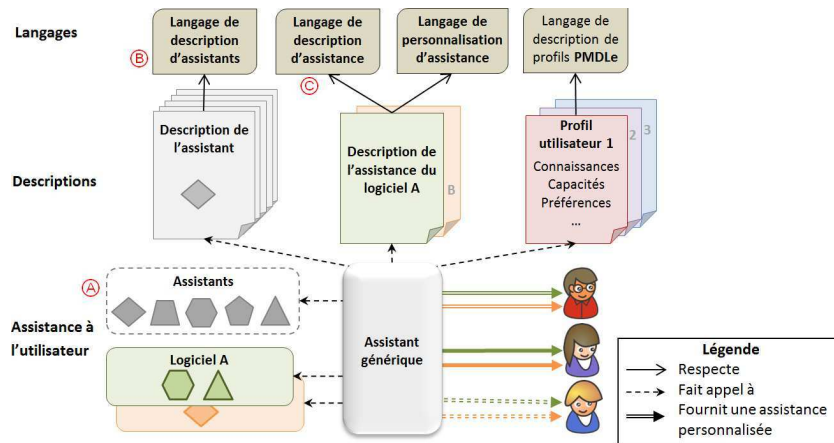 Langages
Langage de
description
d'assistants
B
Langage de
description
d'assistance
C
Langage de
personnalisation
d'assistance
Langage de
description de
profils PMDLe
Descriptions
Description de
l'assistant
Description de
l'assistance du
logiciel A
B
Profil
utilisateur 1
Connaissances
Capacités
Préférences
...
2
3
Assistance à
l'utilisateur
A
Assistants
Logiciel A
Assistant
générique
Légende
Respecte
Fait appel à
Fournit une assistance
personnalisée